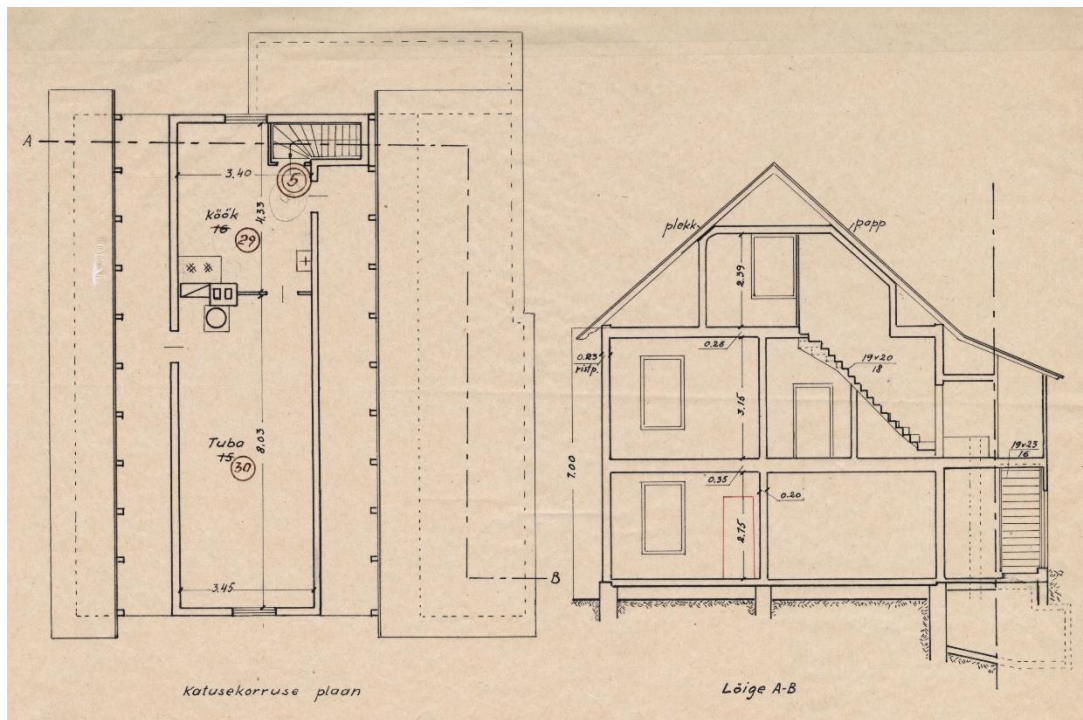 A
3.40
5
4.33
Köök
16
29
Tuba
15
30
8.03
3.45
B
Katusekorruse plaan
plekk
papp
2.39
0.23
ristp.
0.28
19v20
18
3.15
7.00
0.35
0.20
19v23
16
2.75
Lõige A-B